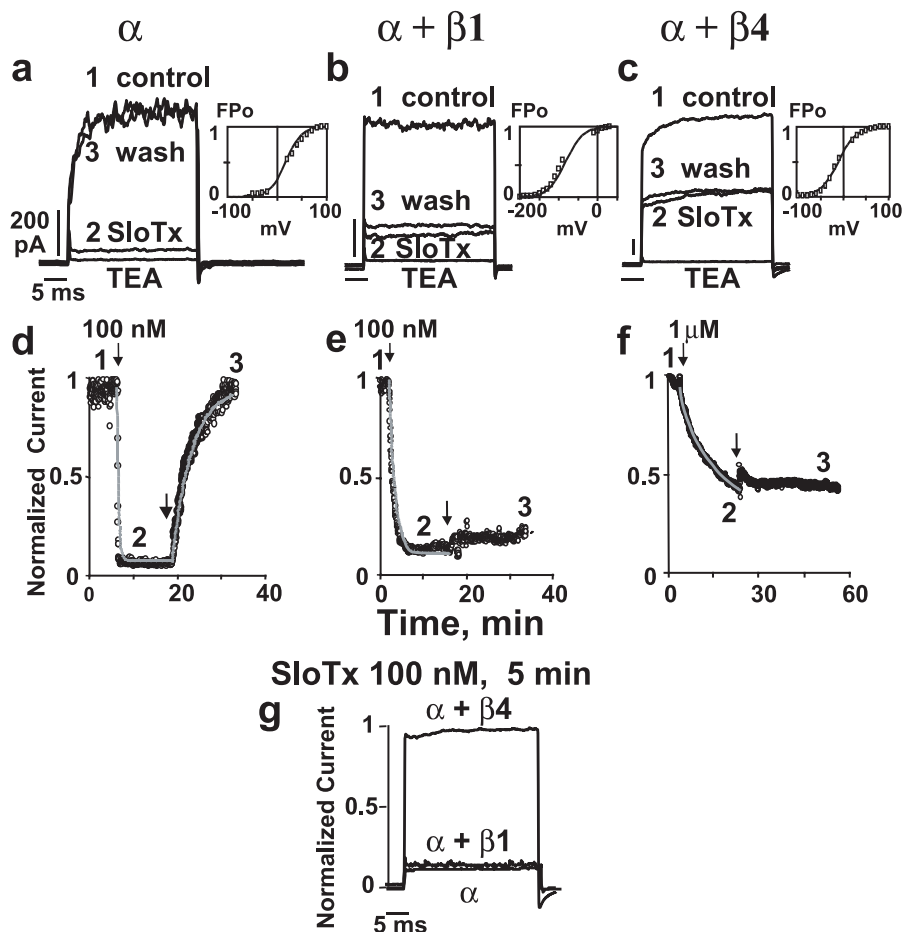 α
α + β1
α + β4
a
b
c
1 control
1 control
1 control
FPo
FPo
FPo
1
1
1
0
0
0
-100
100
-200
0
-100
100
mV
mV
mV
3 wash
3 wash
3 wash
200
pA
2 SloTx
2 SloTx
2 SloTx
TEA
TEA
TEA
5 ms
d
e
f
100 nM
100 nM
1 μM
1
2
3
1
2
3
1
2
3
Normalized Current
1
0.5
0
1
0.5
0
1
0.5
0
0
20
40
0
20
40
0
30
60
Time, min
SloTx 100 nM, 5 min
g
Normalized Current
1
0.5
0
α + β4
α + β1
α
5 ms